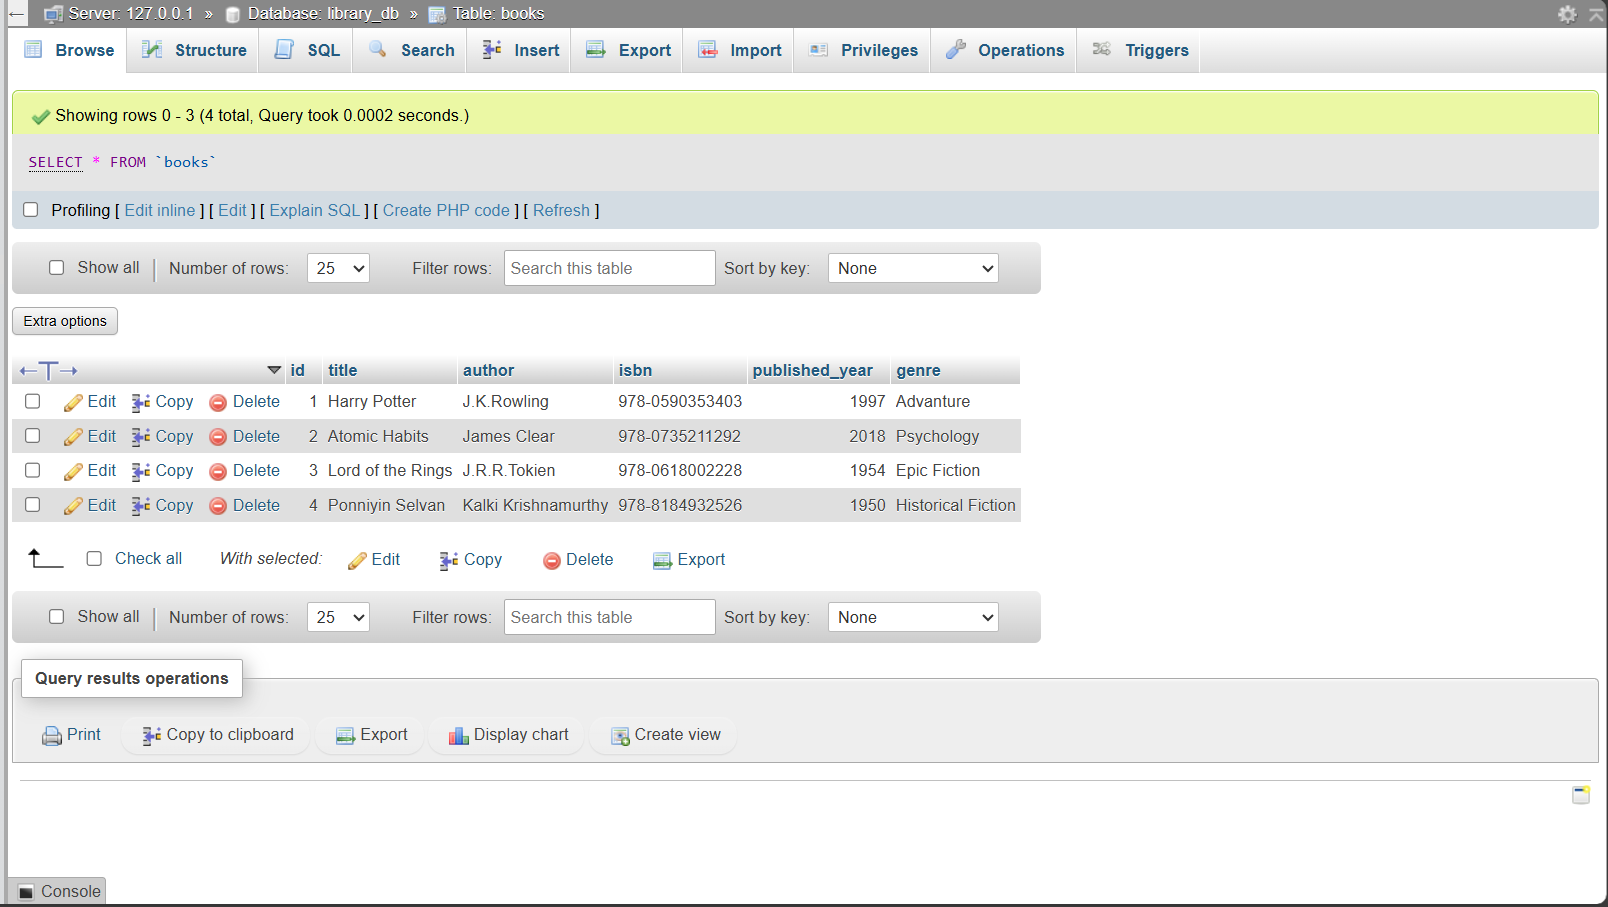 Server: 127.0.0.1 » Database: library_db » Table: books
Browse Structure SQL Search Insert Export Import Privileges Operations Triggers
Showing rows 0 - 3 (4 total, Query took 0.0002 seconds.)
SELECT * FROM `books`
Profiling [ Edit inline ] [ Edit ] [ Explain SQL ] [ Create PHP code ] [ Refresh ]
Show all | Number of rows: 25 Filter rows: Search this table Sort by key: None
Extra options
←T→ id title author isbn published_year genre
Edit Copy Delete 1 Harry Potter J.K.Rowling 978-0590353403 1997 Advanture
Edit Copy Delete 2 Atomic Habits James Clear 978-0735211292 2018 Psychology
Edit Copy Delete 3 Lord of the Rings J.R.R.Tokien 978-0618002228 1954 Epic Fiction
Edit Copy Delete 4 Ponniyin Selvan Kalki Krishnamurthy 978-8184932526 1950 Historical Fiction
Check all With selected: Edit Copy Delete Export
Show all | Number of rows: 25 Filter rows: Search this table Sort by key: None
Query results operations
Print Copy to clipboard Export Display chart Create view
Console